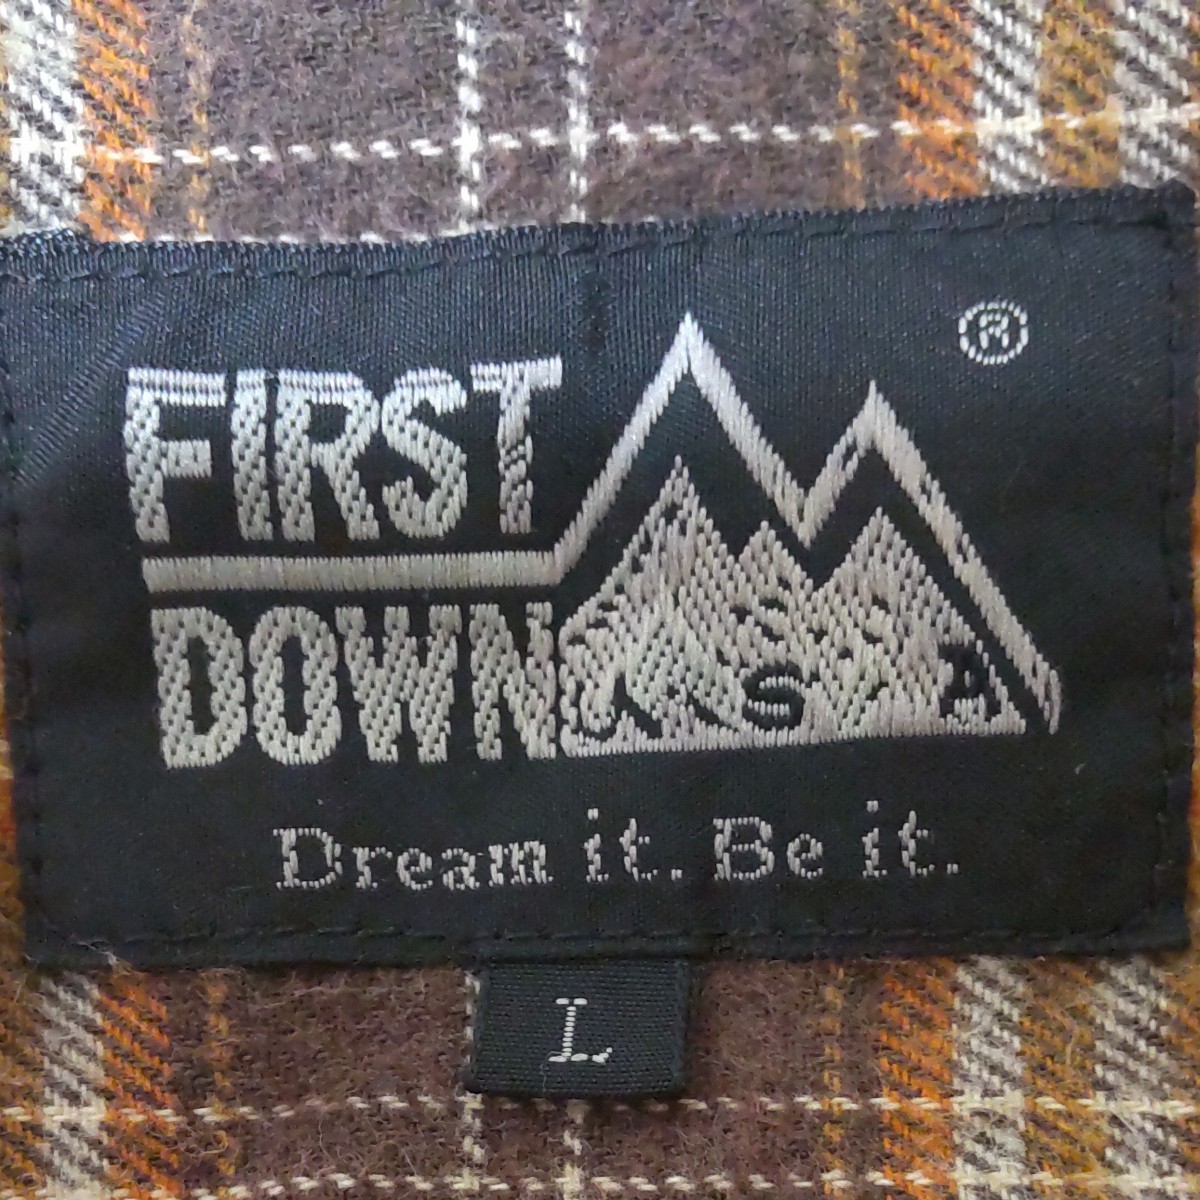 FIRST
®
DOWN
USA
Dream it. Be it.
L